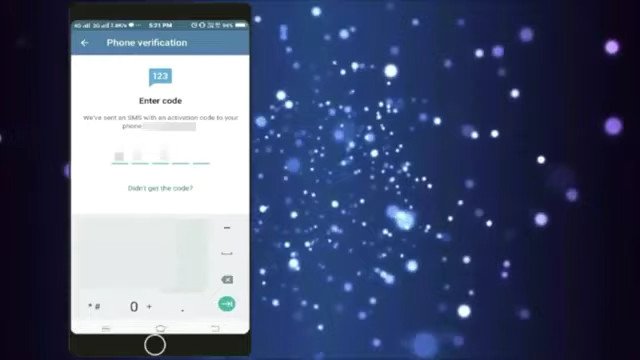 5:31 PM
Phone verification
123
Enter code
We've sent an SMS with an activation code to your
phone
Didn't get the code?
* #
0 +
.